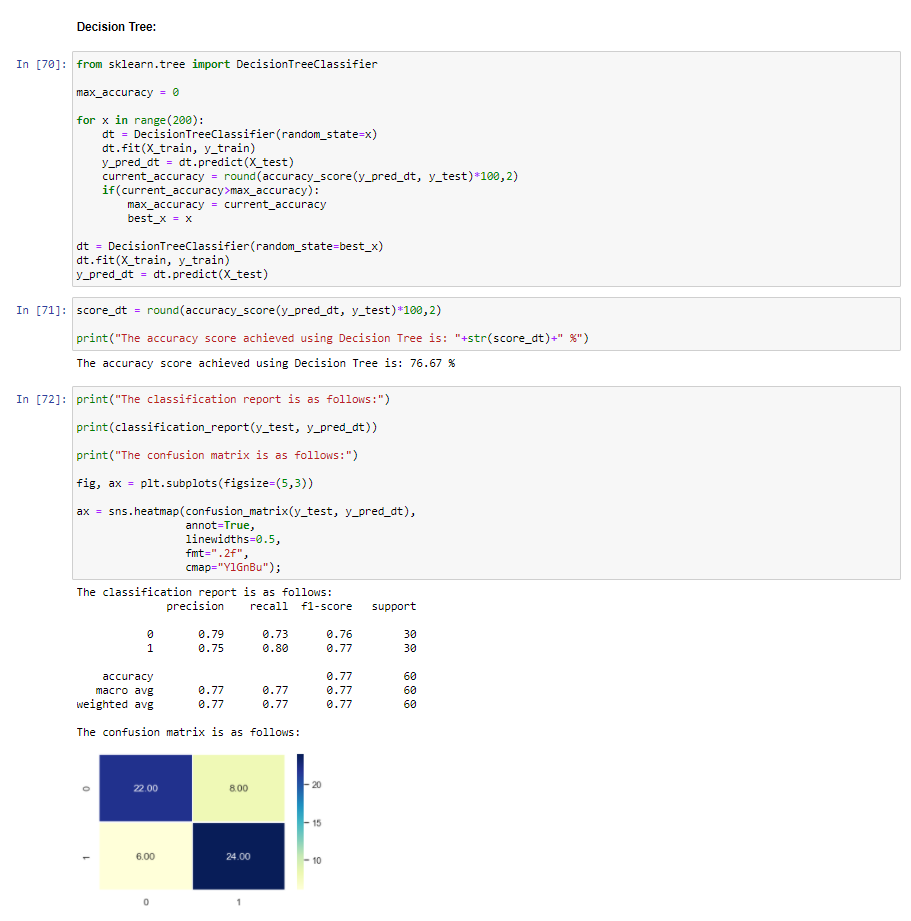 Decision Tree:
In [70]: from sklearn.tree import DecisionTreeClassifier
max_accuracy = 0
for x in range(200):
    dt = DecisionTreeClassifier(random_state=x)
    dt.fit(X_train, y_train)
    y_pred_dt = dt.predict(X_test)
    current_accuracy = round(accuracy_score(y_pred_dt, y_test)*100,2)
    if(current_accuracy>max_accuracy):
        max_accuracy = current_accuracy
        best_x = x
dt = DecisionTreeClassifier(random_state=best_x)
dt.fit(X_train, y_train)
y_pred_dt = dt.predict(X_test)
In [71]: score_dt = round(accuracy_score(y_pred_dt, y_test)*100,2)
print("The accuracy score achieved using Decision Tree is: "+str(score_dt)+" %")
The accuracy score achieved using Decision Tree is: 76.67 %
In [72]: print("The classification report is as follows:")
print(classification_report(y_test, y_pred_dt))
print("The confusion matrix is as follows:")
fig, ax = plt.subplots(figsize=(5,3))
ax = sns.heatmap(confusion_matrix(y_test, y_pred_dt),
                 annot=True,
                 linewidths=0.5,
                 fmt=".2f",
                 cmap="YlGnBu");
The classification report is as follows:
              precision    recall  f1-score   support
           0       0.79      0.73      0.76        30
           1       0.75      0.80      0.77        30
    accuracy                           0.77        60
   macro avg       0.77      0.77      0.77        60
weighted avg       0.77      0.77      0.77        60
The confusion matrix is as follows:
0 22.00 8.00 20
15
1 6.00 24.00 10
0 1